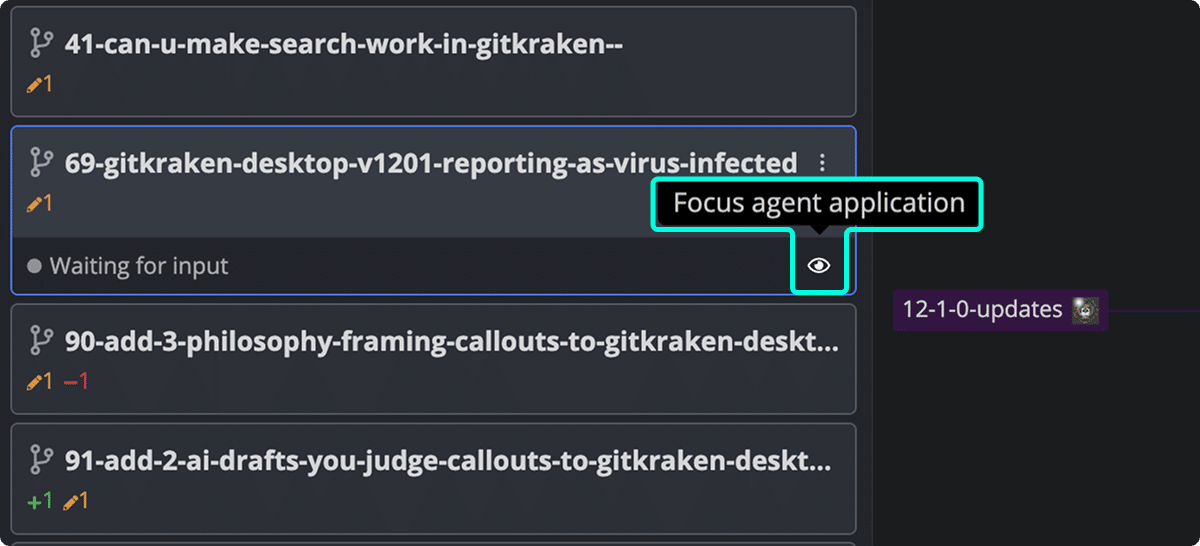 41-can-u-make-search-work-in-gitkraken--
1
69-gitkraken-desktop-v1201-reporting-as-virus-infected
1
Focus agent application
Waiting for input
12-1-0-updates
90-add-3-philosophy-framing-callouts-to-gitkraken-deskt...
1 −1
91-add-2-ai-drafts-you-judge-callouts-to-gitkraken-deskt...
+1 1